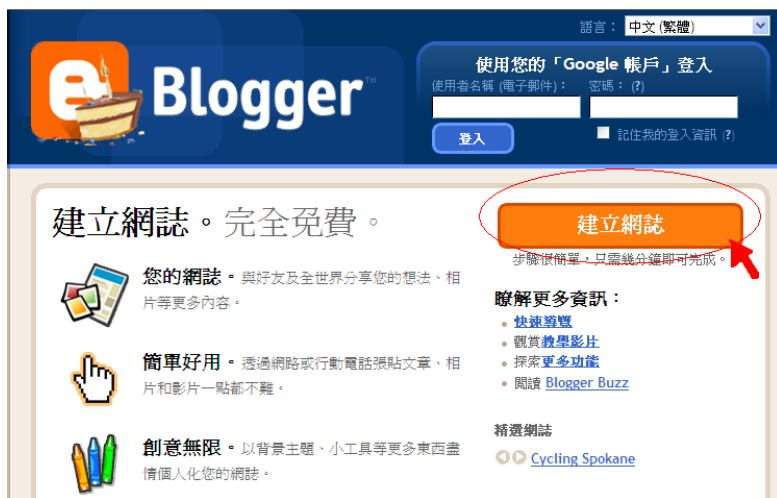 語言： 中文 (繁體)
Blogger™
使用您的「Google 帳戶」登入
使用者名稱 (電子郵件)： 密碼： (?)
登入
記住我的登入資訊 (?)
建立網誌。完全免費。
建立網誌
步驟很簡單，只需幾分鐘即可完成。
您的網誌。與好友及全世界分享您的想法、相
片等更多內容。
簡單好用。透過網路或行動電話張貼文章、相
片和影片一點都不難。
創意無限。以背景主題、小工具等更多東西盡
情個人化您的網誌。
瞭解更多資訊：
快速導覽
觀賞教學影片
探索更多功能
閱讀 Blogger Buzz
精選網誌
Cycling Spokane